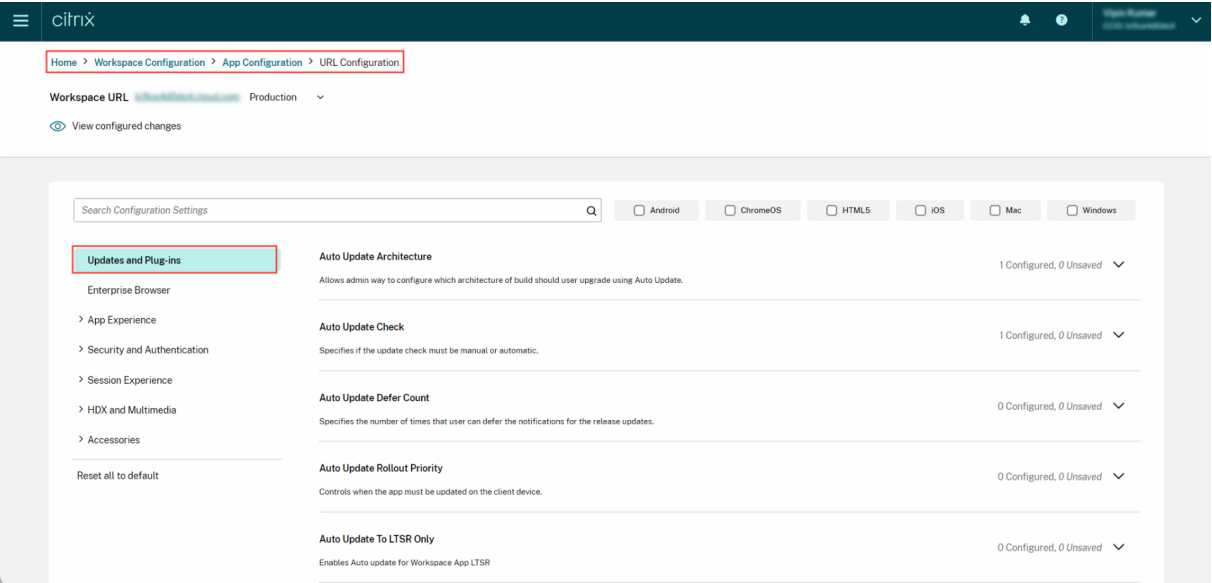 citrix
Home > Workspace Configuration > App Configuration > URL Configuration
Workspace URL Production
View configured changes
Search Configuration Settings
Android ChromeOS HTML5 iOS Mac Windows
Updates and Plug-ins
Enterprise Browser
> App Experience
> Security and Authentication
> Session Experience
> HDX and Multimedia
> Accessories
Reset all to default
Auto Update Architecture
1 Configured, 0 Unsaved
Allows admin way to configure which architecture of build should user upgrade using Auto Update.
Auto Update Check
1 Configured, 0 Unsaved
Specifies if the update check must be manual or automatic.
Auto Update Defer Count
0 Configured, 0 Unsaved
Specifies the number of times that user can defer the notifications for the release updates.
Auto Update Rollout Priority
0 Configured, 0 Unsaved
Controls when the app must be updated on the client device.
Auto Update To LTSR Only
0 Configured, 0 Unsaved
Enables Auto update for Workspace App LTSR